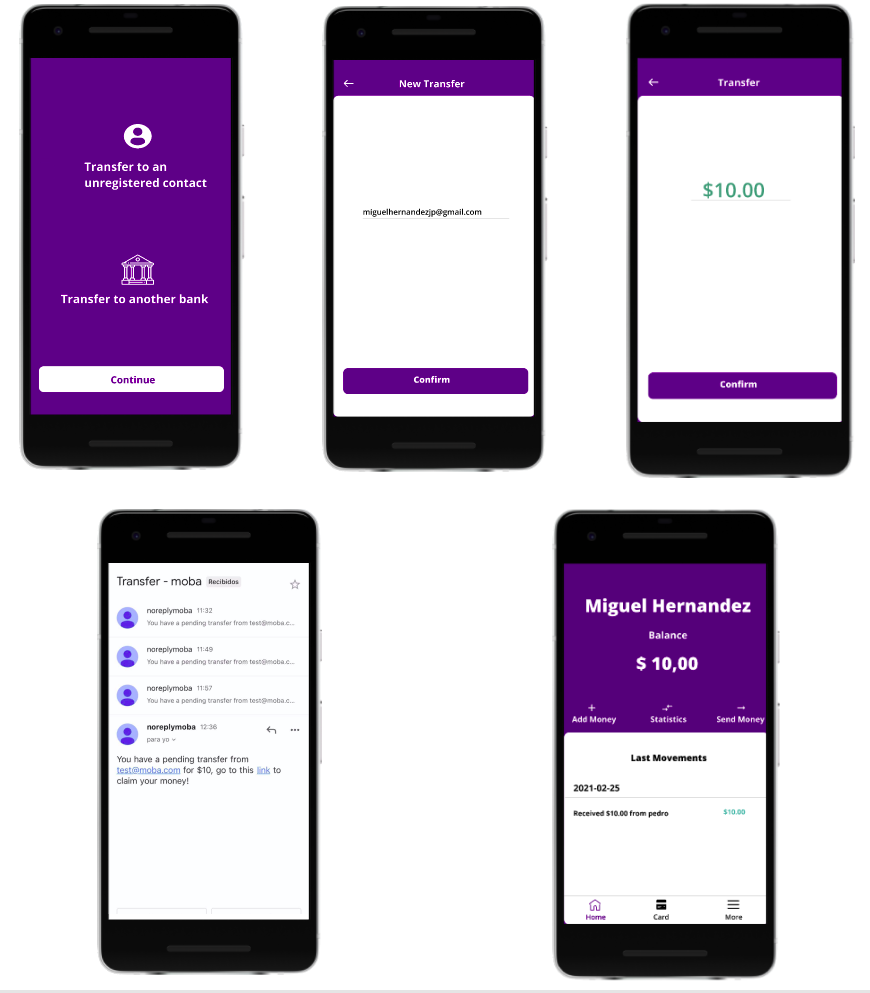 Transfer to an
unregistered contact
Transfer to another bank
Continue
New Transfer
miguelhernandezjp@gmail.com
Confirm
Transfer
$10.00
Confirm
Transfer - moba Recibidos
noreplymoba 11:32
You have a pending transfer from test@moba.c...
noreplymoba 11:49
You have a pending transfer from test@moba.c...
noreplymoba 11:57
You have a pending transfer from test@moba.c...
noreplymoba 12:36
para yo
You have a pending transfer from
test@moba.com for $10, go to this link to
claim your money!
Miguel Hernandez
Balance
$ 10,00
Add Money Statistics Send Money
Last Movements
2021-02-25
Received $10.00 from pedro $10.00
Home Card More